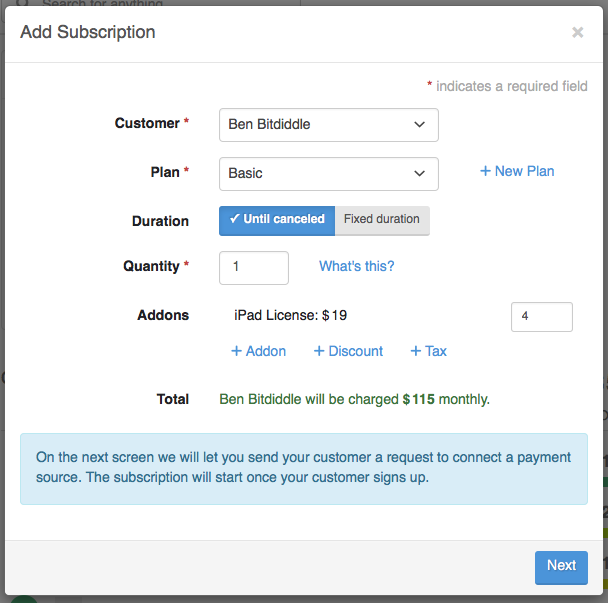 Search for anything
Add Subscription ×
* indicates a required field
Customer * Ben Bitdiddle
Plan * Basic + New Plan
Duration ✓ Until canceled Fixed duration
Quantity * 1 What's this?
Addons iPad License: $19 4
+ Addon + Discount + Tax
Total Ben Bitdiddle will be charged $115 monthly.
On the next screen we will let you send your customer a request to connect a payment
source. The subscription will start once your customer signs up.
Next